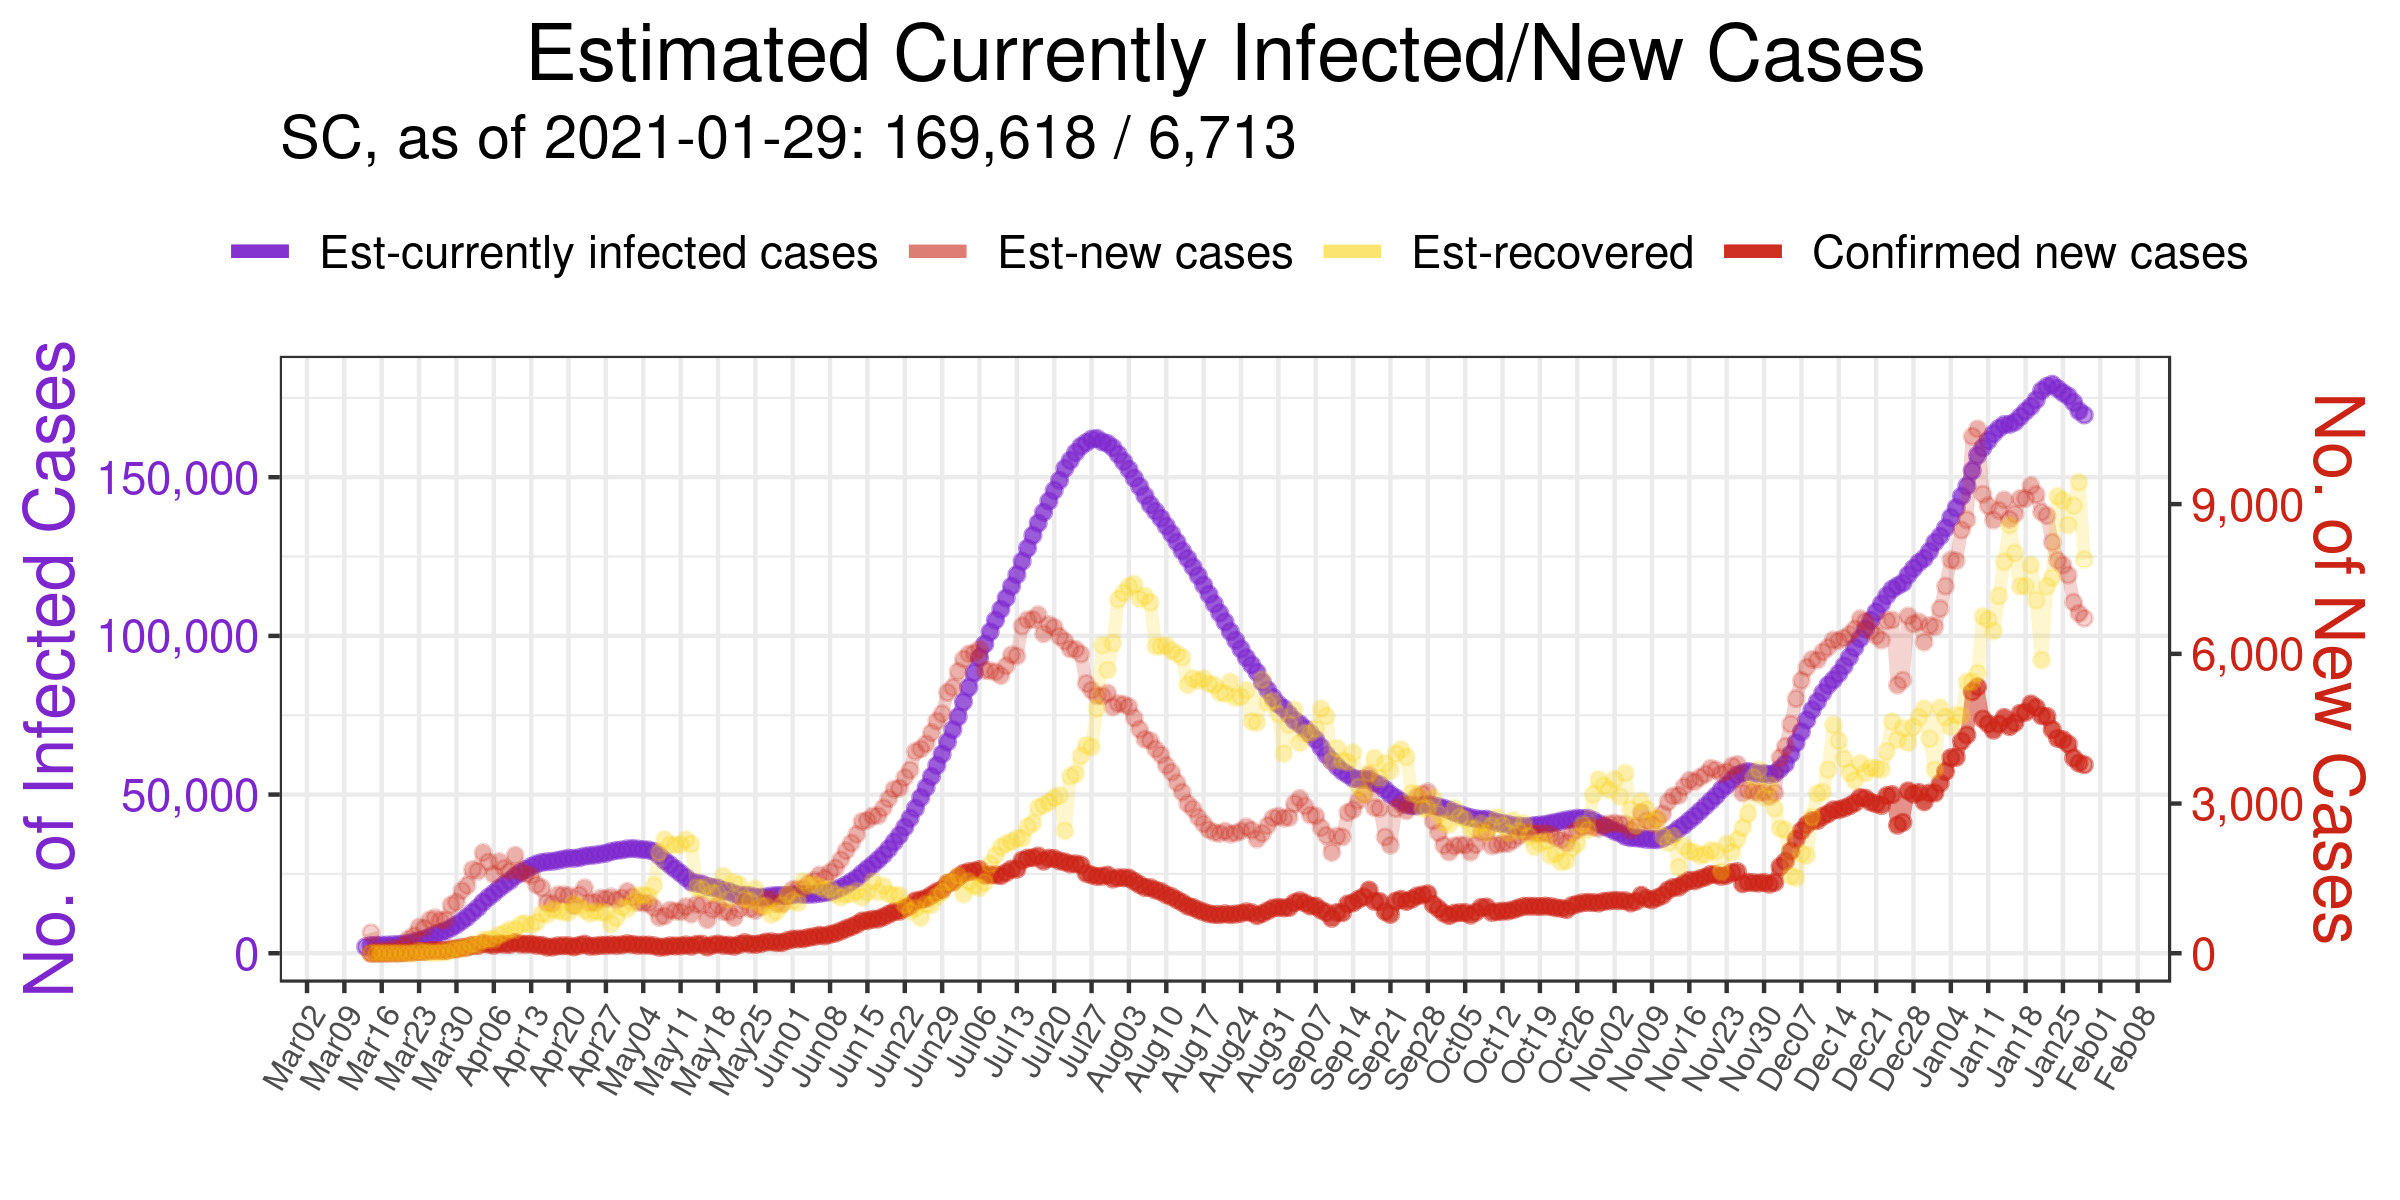 Estimated Currently Infected/New Cases
SC, as of 2021-01-29: 169,618 / 6,713
Est-currently infected cases Est-new cases Est-recovered Confirmed new cases
No. of Infected Cases
150,000
100,000
50,000
0
No. of New Cases
9,000
6,000
3,000
0
Mar02 Mar09 Mar16 Mar23 Mar30 Apr06 Apr13 Apr20 Apr27 May04 May11 May18 May25 Jun01 Jun08 Jun15 Jun22 Jun29 Jul06 Jul13 Jul20 Jul27 Aug03 Aug10 Aug17 Aug24 Aug31 Sep07 Sep14 Sep21 Sep28 Oct05 Oct12 Oct19 Oct26 Nov02 Nov09 Nov16 Nov23 Nov30 Dec07 Dec14 Dec21 Dec28 Jan04 Jan11 Jan18 Jan25 Feb01 Feb08